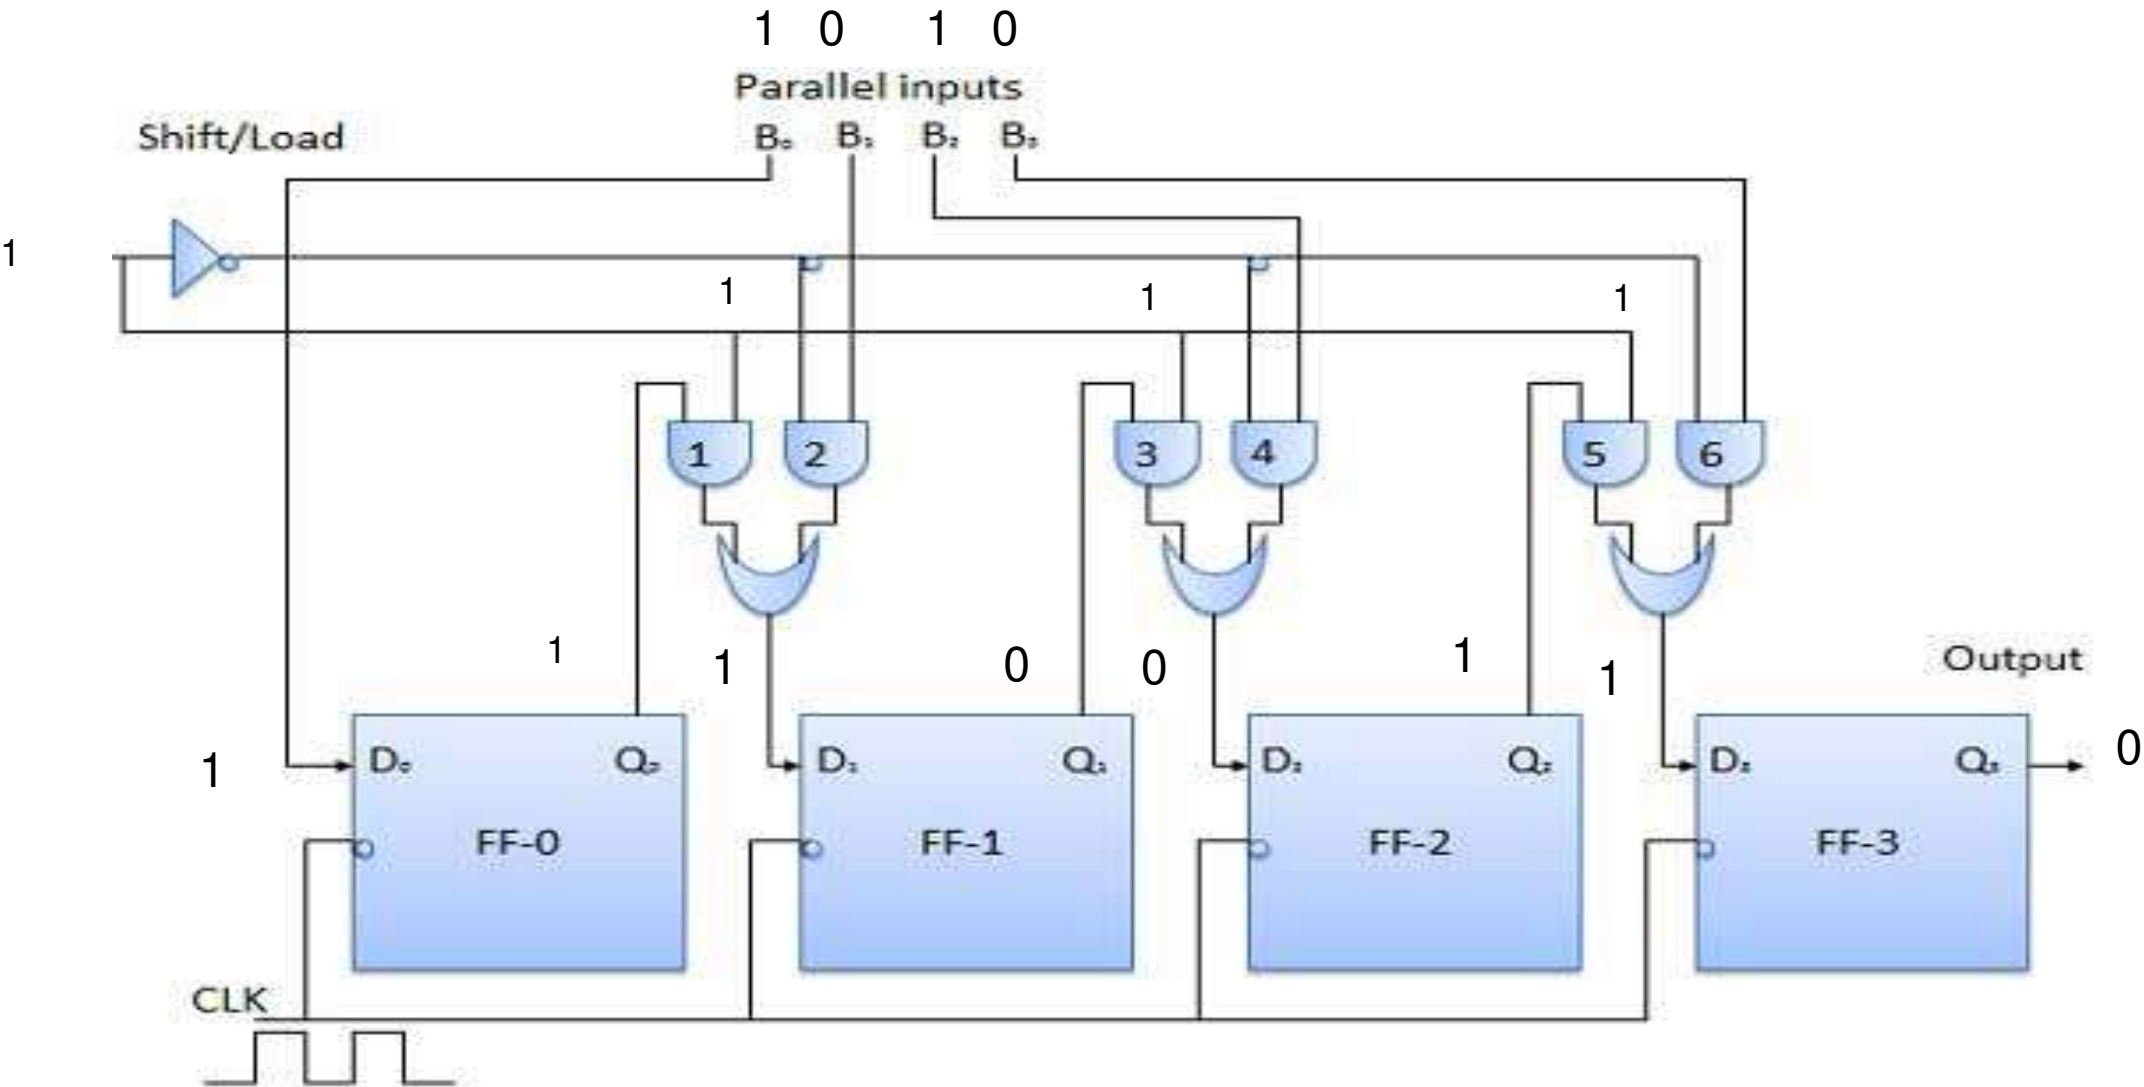 1 0 1 0
Parallel inputs
Shift/Load
B₀ B₁ B₂ B₃
1
1 1 1
1 2 3 4 5 6
1 1 0 0 1 1
Output
1 D₀ Q₀ D₁ Q₁ D₂ Q₂ D₃ Q₃ 0
FF-0 FF-1 FF-2 FF-3
CLK